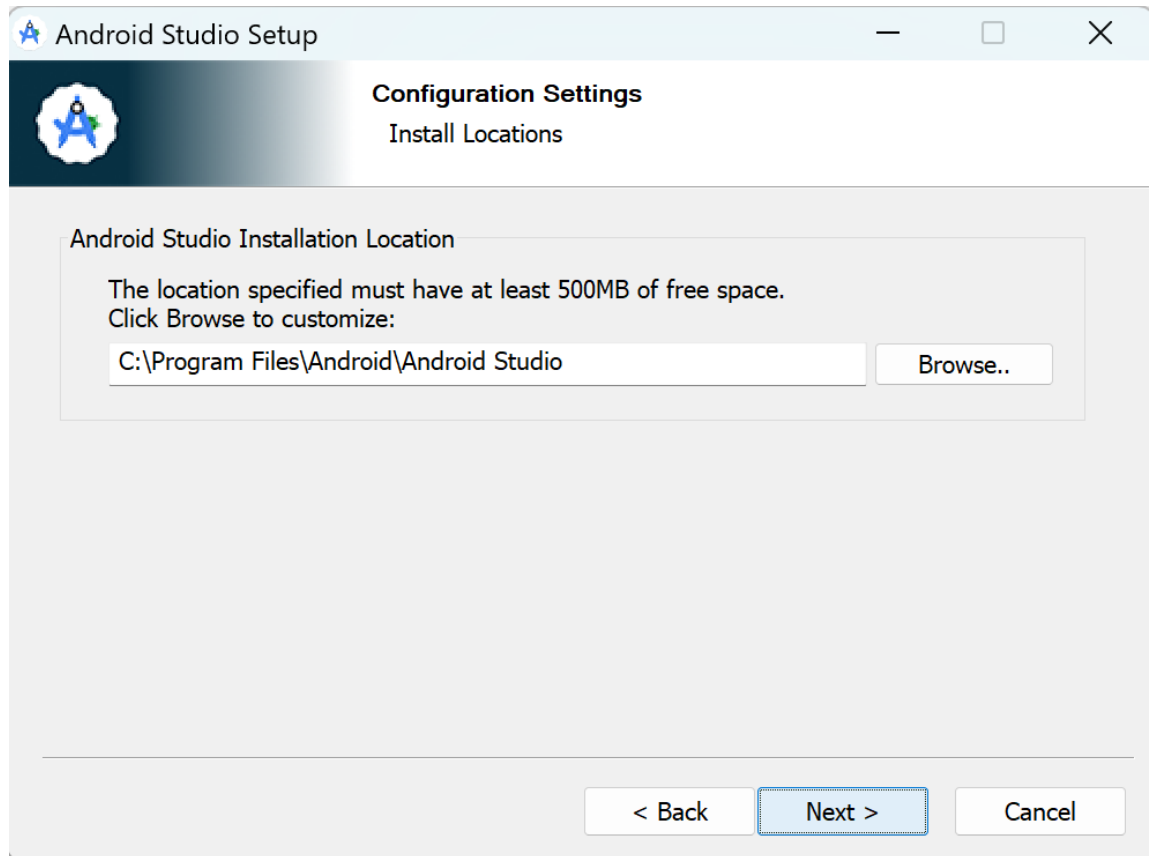 Android Studio Setup
Configuration Settings
Install Locations
Android Studio Installation Location
The location specified must have at least 500MB of free space.
Click Browse to customize:
C:\Program Files\Android\Android Studio
Browse..
< Back
Next >
Cancel